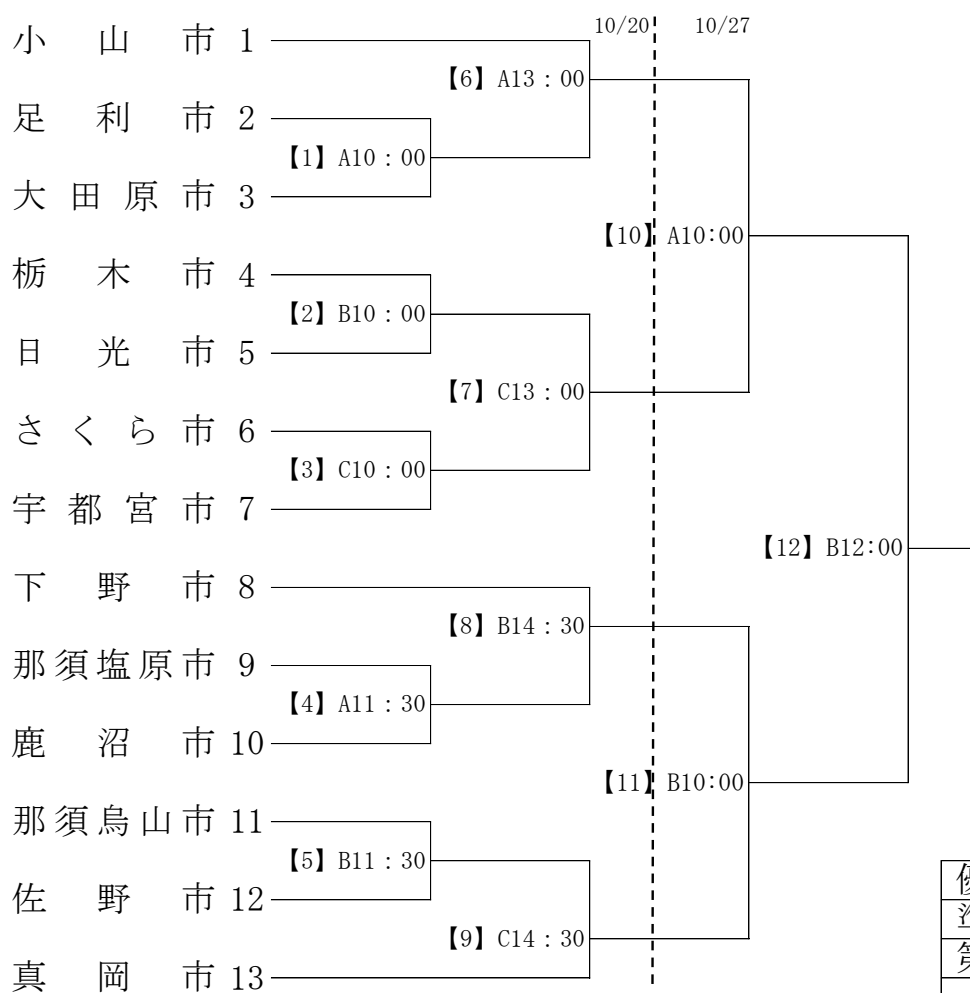 10/20 10/27
小山市 1
【6】A13：00
足利市 2
【1】A10：00
大田原市 3
【10】A10:00
栃木市 4
【2】B10：00
日光市 5
【7】C13：00
さくら市 6
【3】C10：00
宇都宮市 7
【12】B12:00
下野市 8
【8】B14：30
那須塩原市 9
【4】A11：30
鹿沼市 10
【11】B10:00
那須烏山市 11
【5】B11：30
佐野市 12
【9】C14：30
真岡市 13